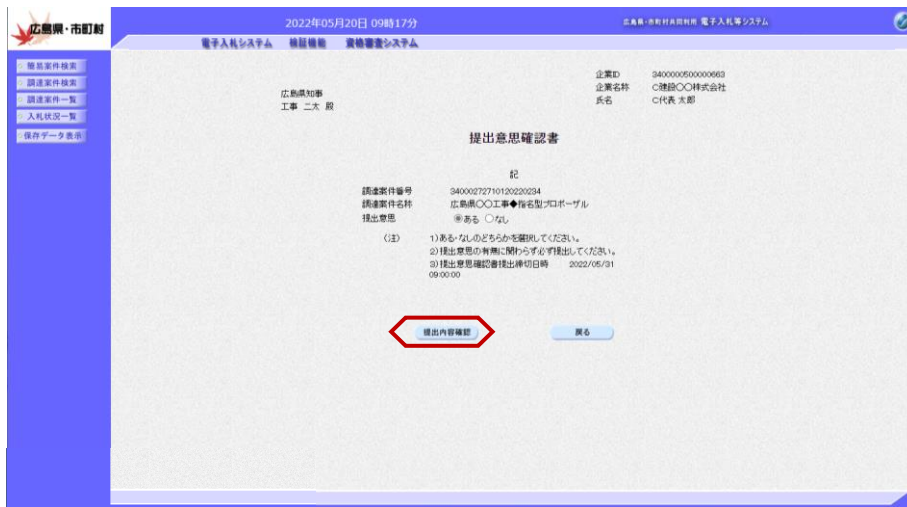 広島県・市町村
2022年05月20日 09時17分
広島県・市町村共同利用 電子入札等システム
電子入札システム 検証機能 資格審査システム
簡易案件検索
調達案件検索
調達案件一覧
入札状況一覧
保存データ表示
企業ID 3400000500000663
企業名称 C建設〇〇株式会社
氏名 C代表 太郎
広島県知事
工事 二太 殿
提出意思確認書
記
調達案件番号 34000272710120220234
調達案件名称 広島県〇〇工事◆指名型プロポーザル
提出意思 ある なし
(注) 1)ある・なしのどちらかを選択してください。
2)提出意思の有無に関わらず必ず提出してください。
3)提出意思確認書提出締切日時 2022/05/31
09:00:00
提出内容確認 戻る